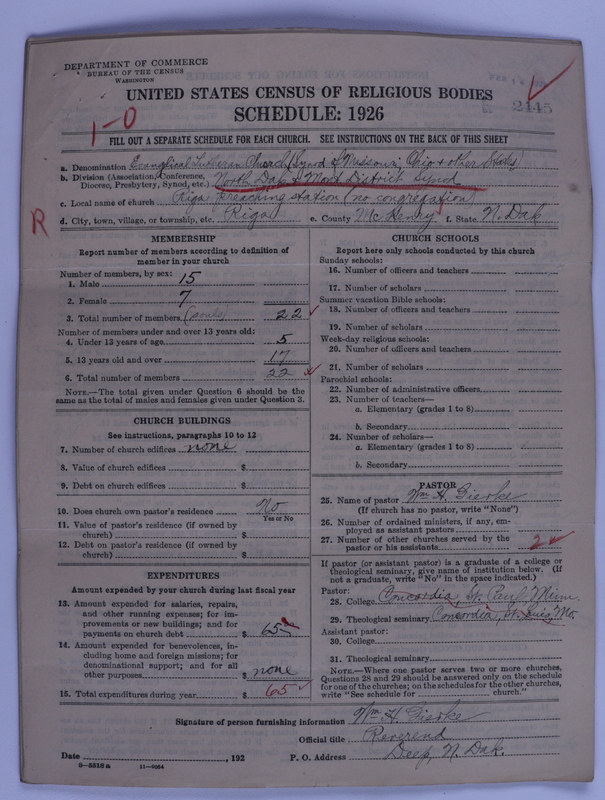 DEPARTMENT OF COMMERCE
BUREAU OF THE CENSUS
WASHINGTON
UNITED STATES CENSUS OF RELIGIOUS BODIES
SCHEDULE: 1926
2445
1-0
FILL OUT A SEPARATE SCHEDULE FOR EACH CHURCH. SEE INSTRUCTIONS ON THE BACK OF THIS SHEET
a. Denomination Evanglical Lutheran Church (Synod of Missouri, Ohio & other States)
b. Division (Association, Conference, Diocese, Presbytery, Synod, etc.) North Dak & Mont District Synod
c. Local name of church Riga Preaching station (no congregation)
R
d. City, town, village, or township, etc. Riga e. County McHenry f. State N. Dak
MEMBERSHIP
Report number of members according to definition of
member in your church
Number of members, by sex:
1. Male 15
2. Female 7
3. Total number of members (souls) 22
Number of members under and over 13 years old:
4. Under 13 years of age 5
5. 13 years old and over 17
6. Total number of members 22
NOTE.—The total given under Question 6 should be
the same as the total of males and females given under Question 3.
CHURCH BUILDINGS
See instructions, paragraphs 10 to 12
7. Number of church edifices none
8. Value of church edifices $
9. Debt on church edifices $
10. Does church own pastor's residence No
Yes or No
11. Value of pastor's residence (if owned by
church) $
12. Debt on pastor's residence (if owned by
church) $
EXPENDITURES
Amount expended by your church during last fiscal year
13. Amount expended for salaries, repairs,
and other running expense; for im-
provements or new buildings; and for
payments on church debt $ 65
14. Amount expended for benevolences, in-
cluding home and foreign missions; for
denominational support; and for all
other purposes $ none
15. Total expenditures during year $ 65
CHURCH SCHOOLS
Report here only schools conducted by this church
Sunday schools:
16. Number of officers and teachers
17. Number of scholars
Summer vacation Bible schools:
18. Number of officers and teachers
19. Number of scholars
Week-day religious schools:
20. Number of officers and teachers
21. Number of scholars
Parochial schools:
22. Number of administrative officers
23. Number of teachers—
a. Elementary (grades 1 to 8)
b. Secondary
24. Number of scholars—
a. Elementary (grades 1 to 8)
b. Secondary
PASTOR
25. Name of pastor Wm H. Gierke
(If church has no pastor, write "None")
26. Number of ordained ministers, if any, em-
ployed as assistant pastors
27. Number of other churches served by the
pastor or his assistants 2
If pastor (or assistant pastor) is a graduate of a college or
theological seminary, give name of institution below. (If
not a graduate, write "No" in the space indicated.)
Pastor:
28. College Concordia, St. Paul Minn.
29. Theological seminary Concordia, St. Louis Mo.
Assistant pastor:
30. College
31. Theological seminary
NOTE.—Where one pastor serves two or more churches,
Questions 28 and 29 should be answered only on the schedule
for one of the churches; on the schedules for the other churches,
write "See schedule for church."
Signature of person furnishing information Wm H. Gierke
Official title Reverend
Date , 192 P. O. Address Deep, N. Dak.
8-5518a 11-9264